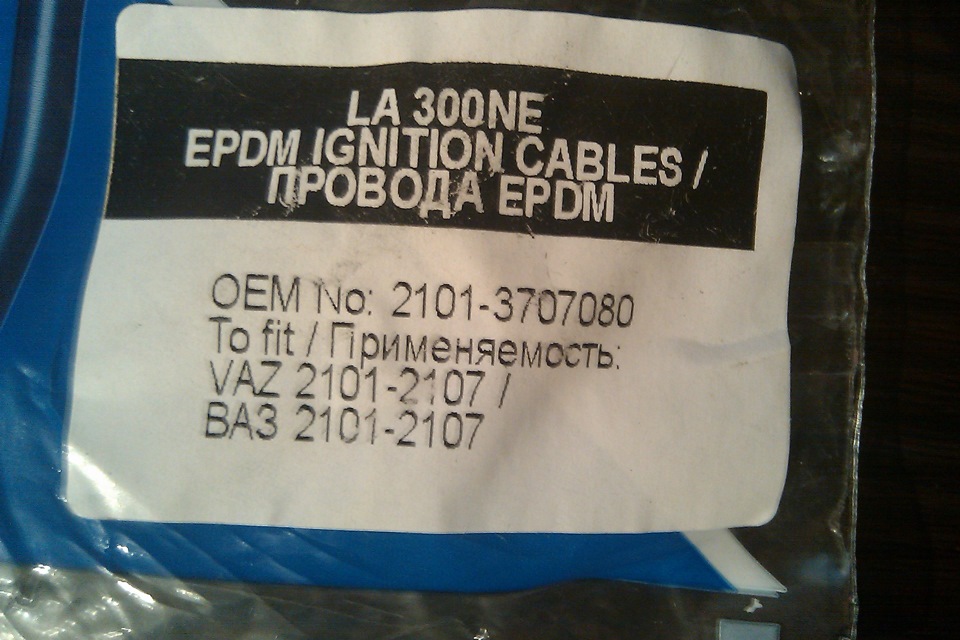 LA 300NE
EPDM IGNITION CABLES /
ПРОВОДА EPDM
OEM No: 2101-3707080
To fit / Применяемость:
VAZ 2101-2107 /
ВАЗ 2101-2107